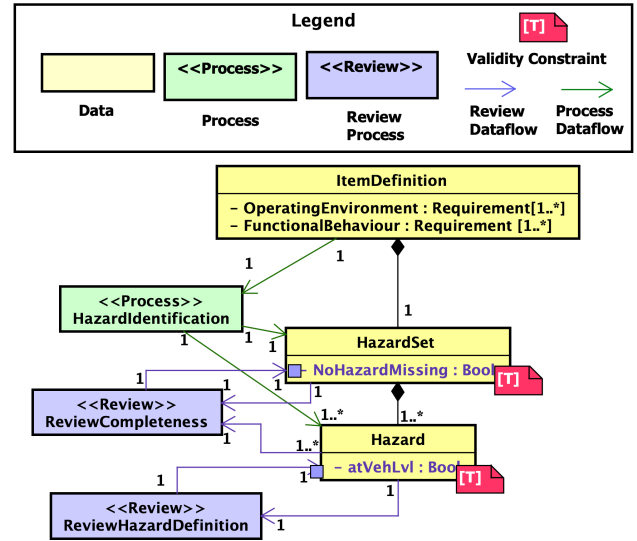 Legend
[T]
<<Process>>
<<Review>>
Validity Constraint
Data
Process
Review
Process
Review
Dataflow
Process
Dataflow
ItemDefinition
- OperatingEnvironment : Requirement[1..*]
- FunctionalBehaviour : Requirement [1..*]
1
1
1
<<Process>>
HazardIdentification
1
1
1
HazardSet
- NoHazardMissing : Bool
[T]
1
1
1
1
<<Review>>
ReviewCompleteness
1
1..*
1..*
1..*
Hazard
- atVehLvl : Bool
[T]
1
1
1
<<Review>>
ReviewHazardDefinition
1